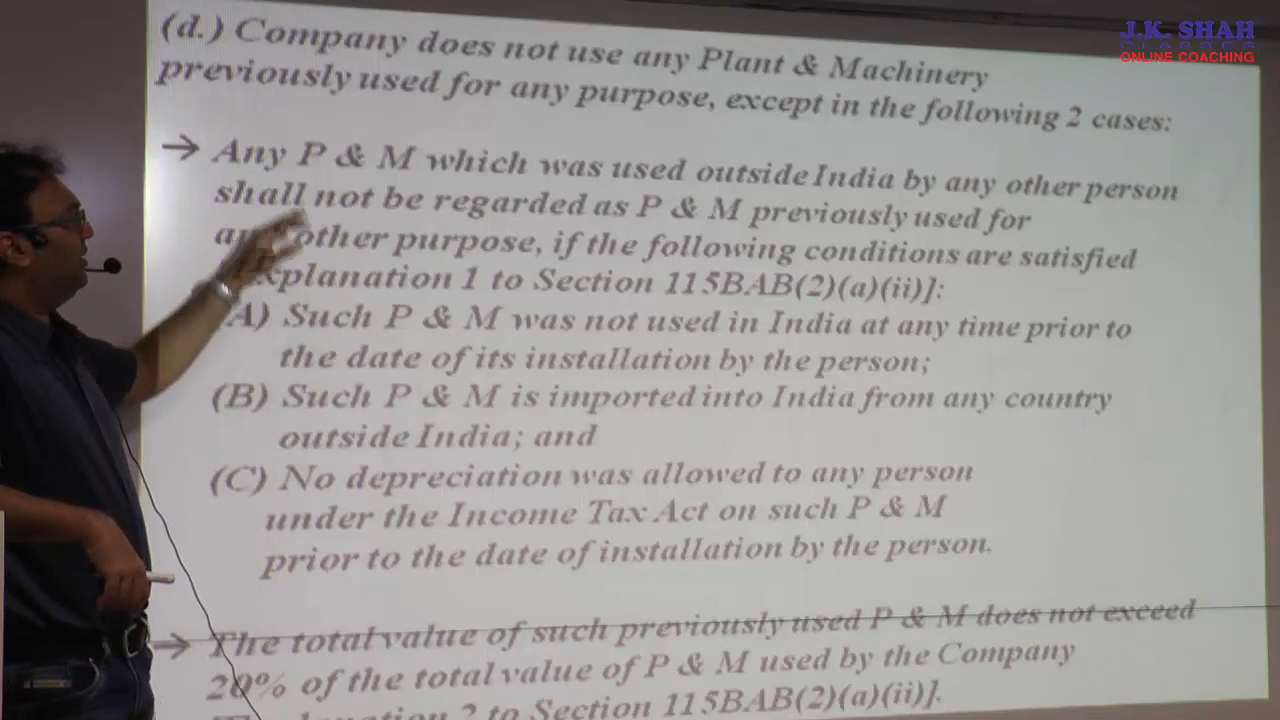 J.K. SHAH
CLASSES
ONLINE COACHING
(d.) Company does not use any Plant & Machinery
previously used for any purpose, except in the following 2 cases:
→ Any P & M which was used outside India by any other person
shall not be regarded as P & M previously used for
other purpose, if the following conditions are satisfied
xplanation 1 to Section 115BAB(2)(a)(ii)]:
A) Such P & M was not used in India at any time prior to
the date of its installation by the person;
(B) Such P & M is imported into India from any country
outside India; and
(C) No depreciation was allowed to any person
under the Income Tax Act on such P & M
prior to the date of installation by the person.
→ The total value of such previously used P & M does not exceed
20% of the total value of P & M used by the Company
2 to Section 115BAB(2)(a)(ii)].